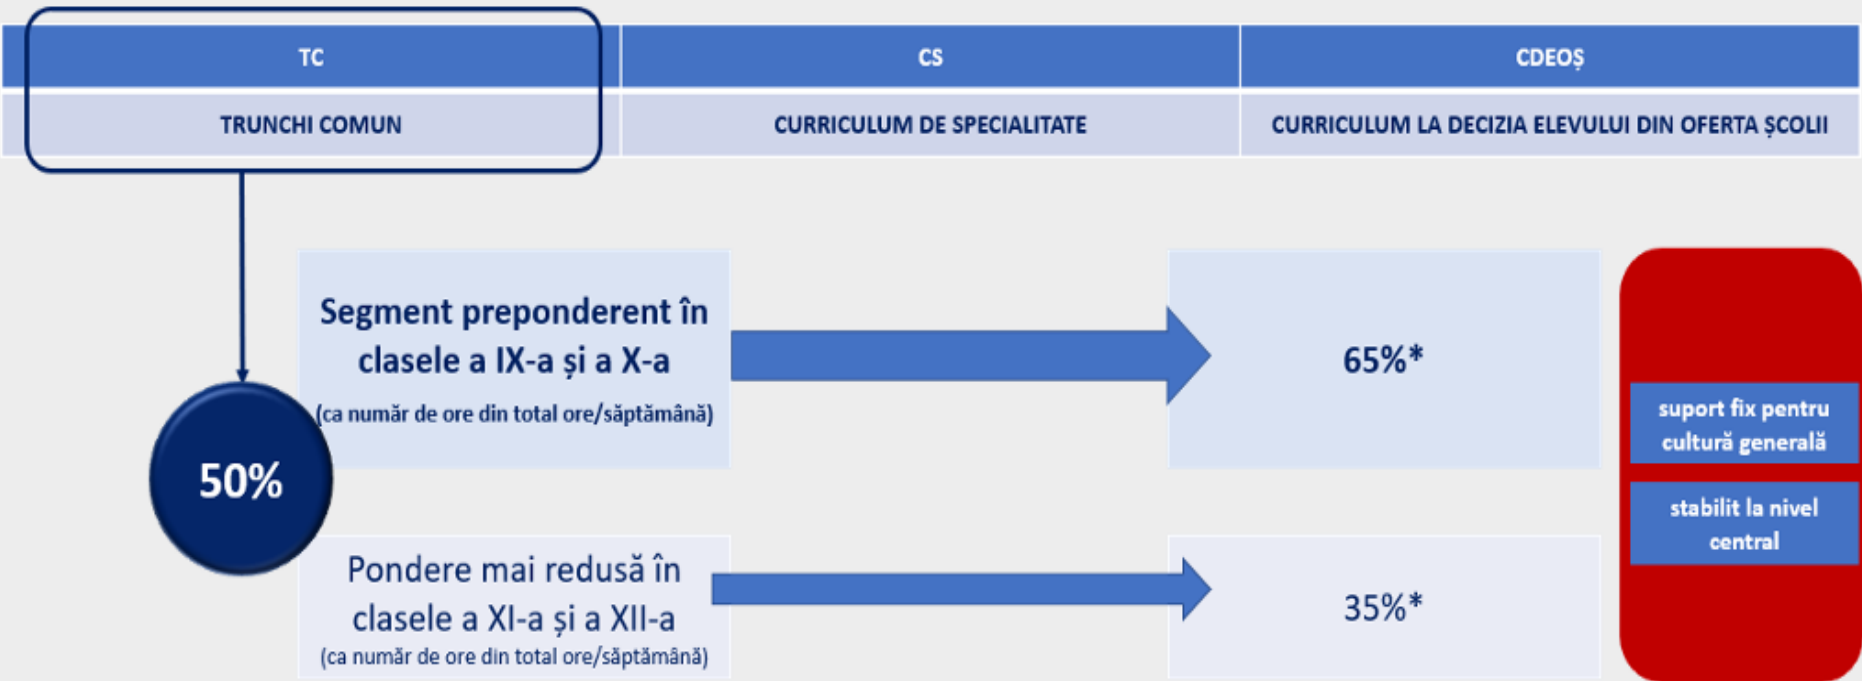 TC
CS
CDEOȘ
TRUNCHI COMUN
CURRICULUM DE SPECIALITATE
CURRICULUM LA DECIZIA ELEVULUI DIN OFERTA ȘCOLII
Segment preponderent în
clasele a IX-a și a X-a
(ca număr de ore din total ore/săptămână)
65%*
suport fix pentru
cultură generală
50%
stabilit la nivel
central
Pondere mai redusă în
clasele a XI-a și a XII-a
(ca număr de ore din total ore/săptămână)
35%*